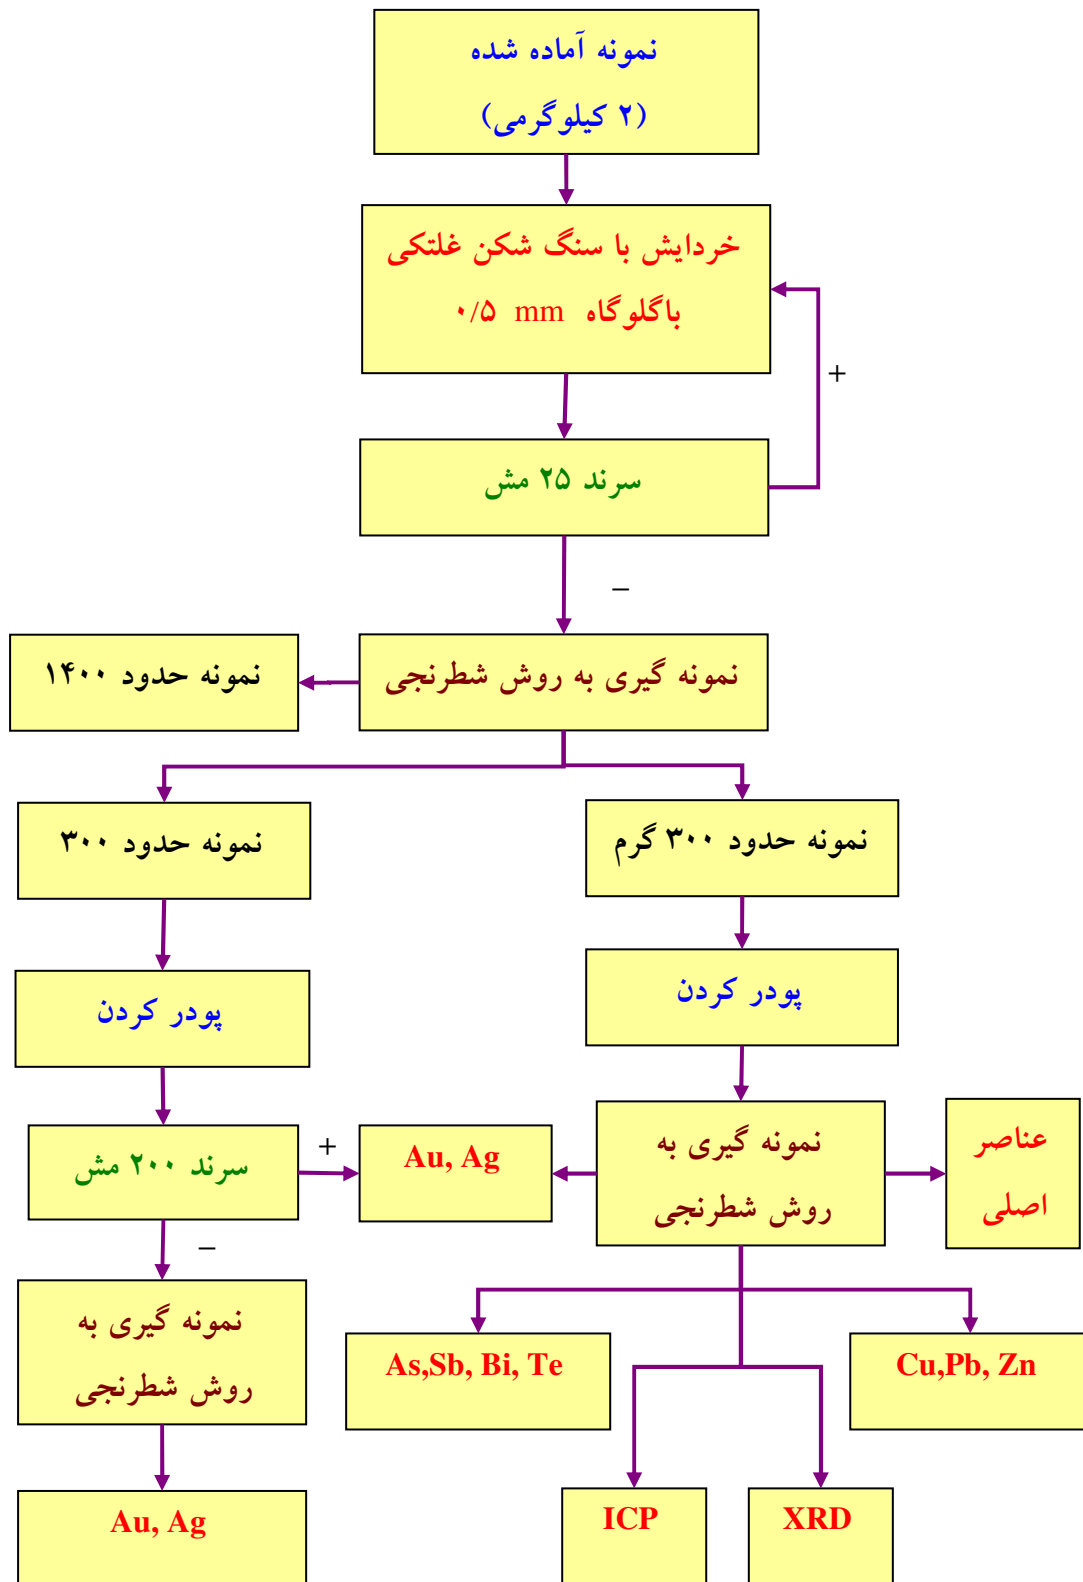 نمونه آماده شده
(۲ کیلوگرمی)
خردایش با سنگ شکن غلتکی
باگلوگاه ۰/۵ mm
+
سرند ۲۵ مش
−
نمونه گیری به روش شطرنجی
نمونه حدود ۱۴۰۰
نمونه حدود ۳۰۰ گرم
نمونه حدود ۳۰۰
پودر کردن
پودر کردن
عناصر
اصلی
نمونه گیری به
روش شطرنجی
Au, Ag
+
سرند ۲۰۰ مش
−
نمونه گیری به
روش شطرنجی
As,Sb, Bi, Te
Cu,Pb, Zn
Au, Ag
ICP
XRD